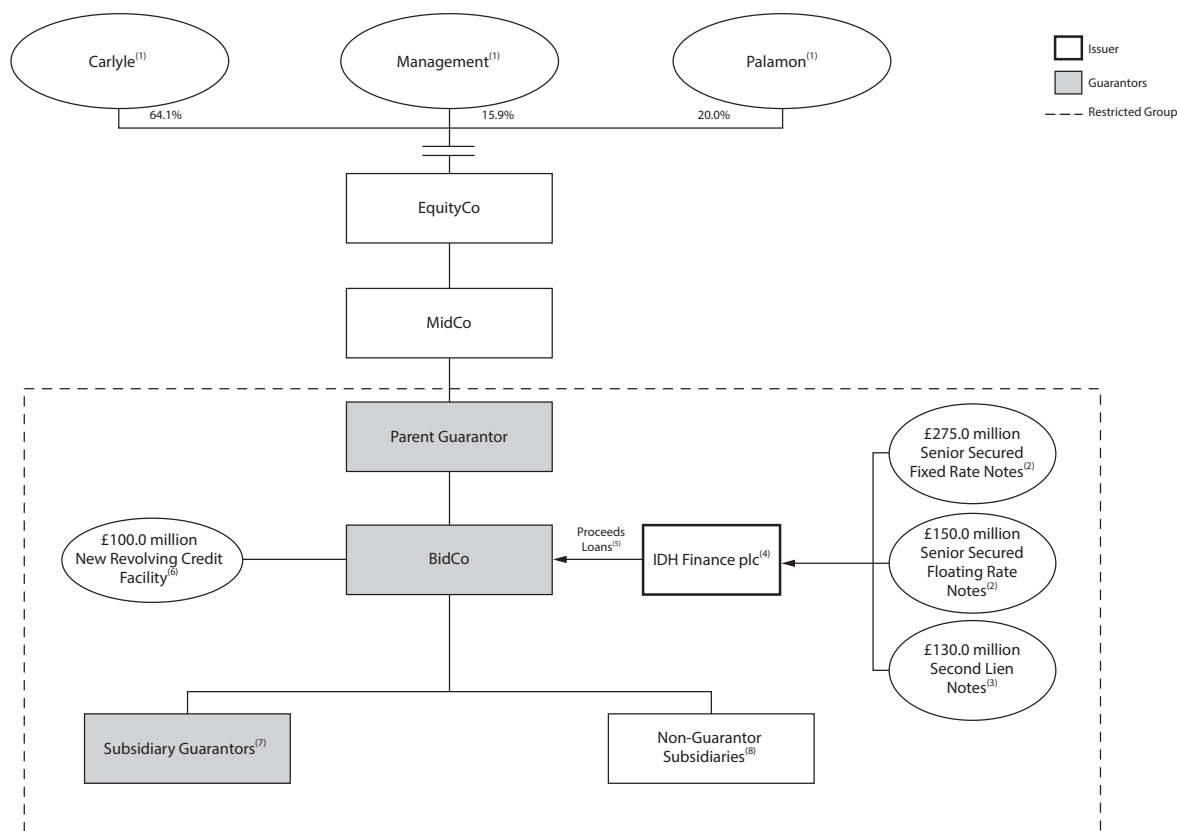 Carlyle(1)
Management(1)
Palamon(1)
Issuer
Guarantors
Restricted Group
64.1%
15.9%
20.0%
EquityCo
MidCo
Parent Guarantor
£275.0 million
Senior Secured
Fixed Rate Notes(2)
£100.0 million
New Revolving Credit
Facility(6)
BidCo
Proceeds
Loans(5)
IDH Finance plc(4)
£150.0 million
Senior Secured
Floating Rate
Notes(2)
£130.0 million
Second Lien
Notes(3)
Subsidiary Guarantors(7)
Non-Guarantor
Subsidiaries(8)